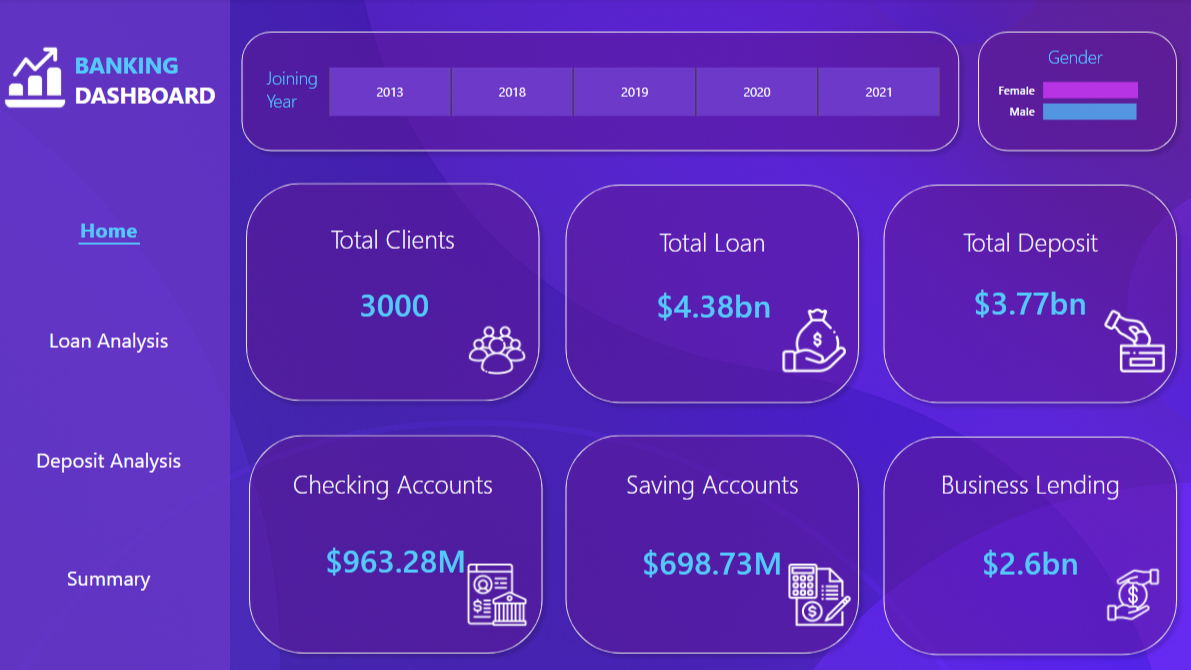 BANKING
DASHBOARD
Home
Loan Analysis
Deposit Analysis
Summary
Joining
Year
2013
2018
2019
2020
2021
Gender
Female
Male
Total Clients
3000
Total Loan
$4.38bn
$
Total Deposit
$3.77bn
Checking Accounts
$963.28M
$
Saving Accounts
$698.73M
$
Business Lending
$2.6bn
$